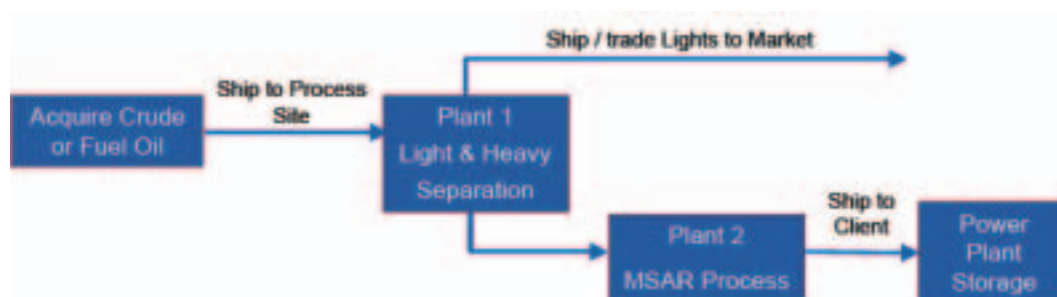 Ship / trade Lights to Market
Ship to Process
Site
Acquire Crude
or Fuel Oil
Plant 1
Light & Heavy
Separation
Plant 2
MSAR Process
Ship to
Client
Power
Plant
Storage